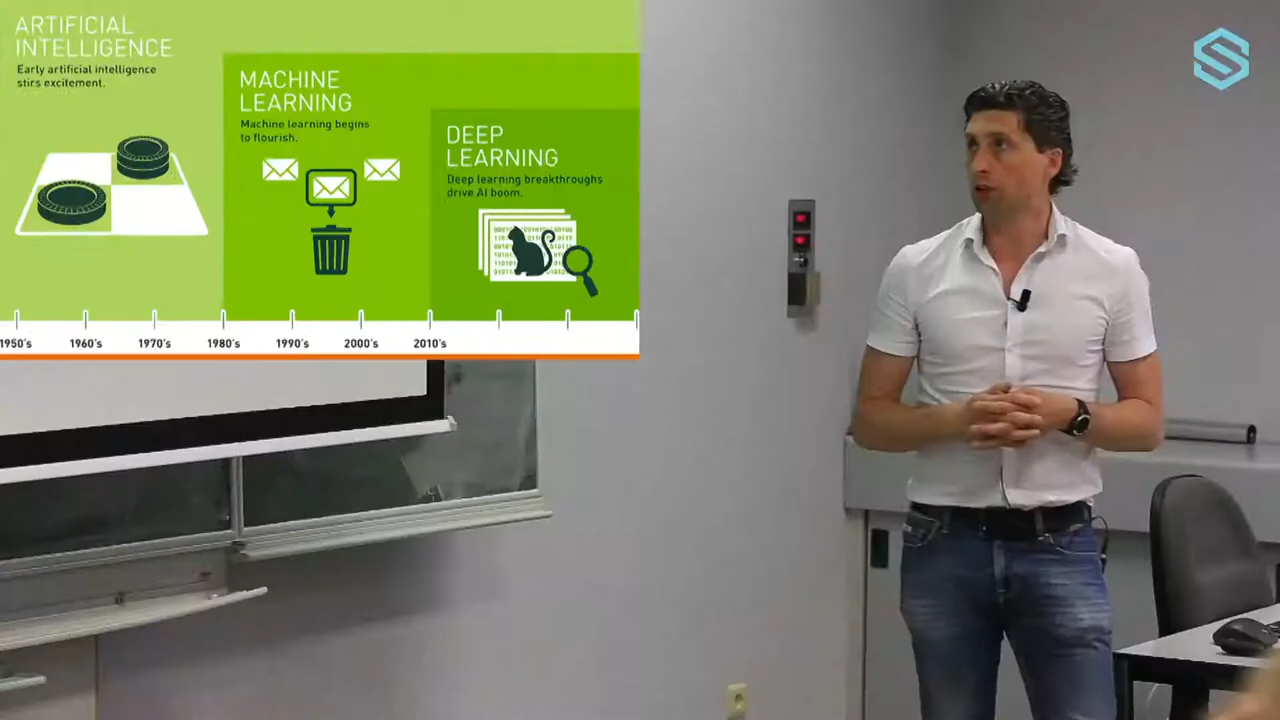 ARTIFICIAL
INTELLIGENCE
Early artificial intelligence
stirs excitement.
MACHINE
LEARNING
Machine learning begins
to flourish.
DEEP
LEARNING
Deep learning breakthroughs
drive AI boom.
1950's 1960's 1970's 1980's 1990's 2000's 2010's